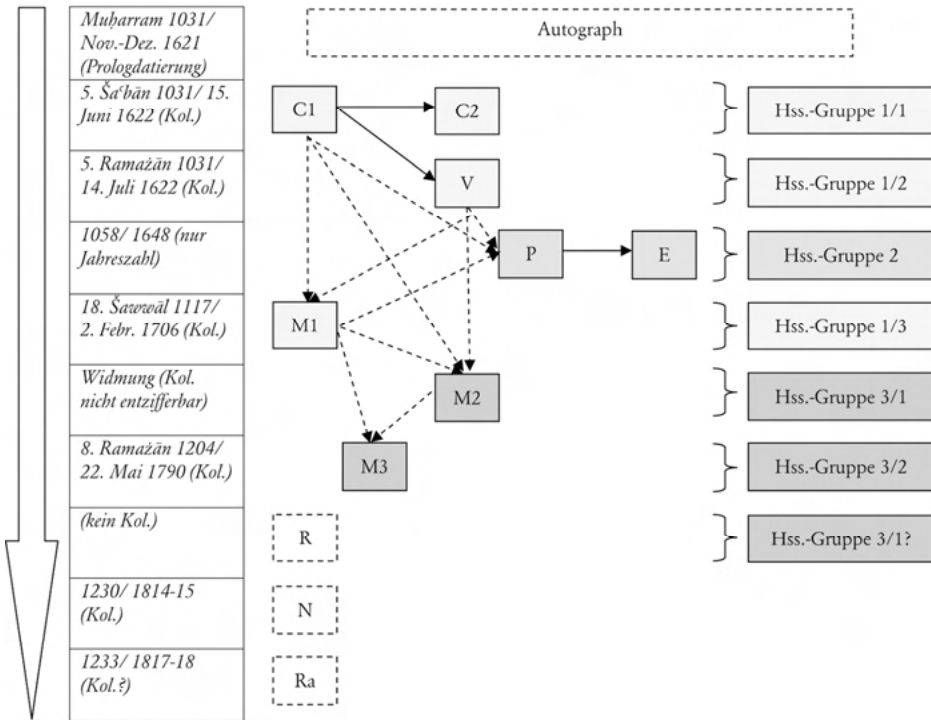 Muḥarram 1031/
Nov.-Dez. 1621
(Prologdatierung)
Autograph
5. Šaʿbān 1031/ 15.
Juni 1622 (Kol.)
C1
C2
Hss.-Gruppe 1/1
5. Ramażān 1031/
14. Juli 1622 (Kol.)
V
Hss.-Gruppe 1/2
1058/ 1648 (nur
Jahreszahl)
P
E
Hss.-Gruppe 2
18. Šawwāl 1117/
2. Febr. 1706 (Kol.)
M1
Hss.-Gruppe 1/3
Widmung (Kol.
nicht entzifferbar)
M2
Hss.-Gruppe 3/1
8. Ramażān 1204/
22. Mai 1790 (Kol.)
M3
Hss.-Gruppe 3/2
(kein Kol.)
R
Hss.-Gruppe 3/1?
1230/ 1814-15
(Kol.)
N
1233/ 1817-18
(Kol.?)
Ra